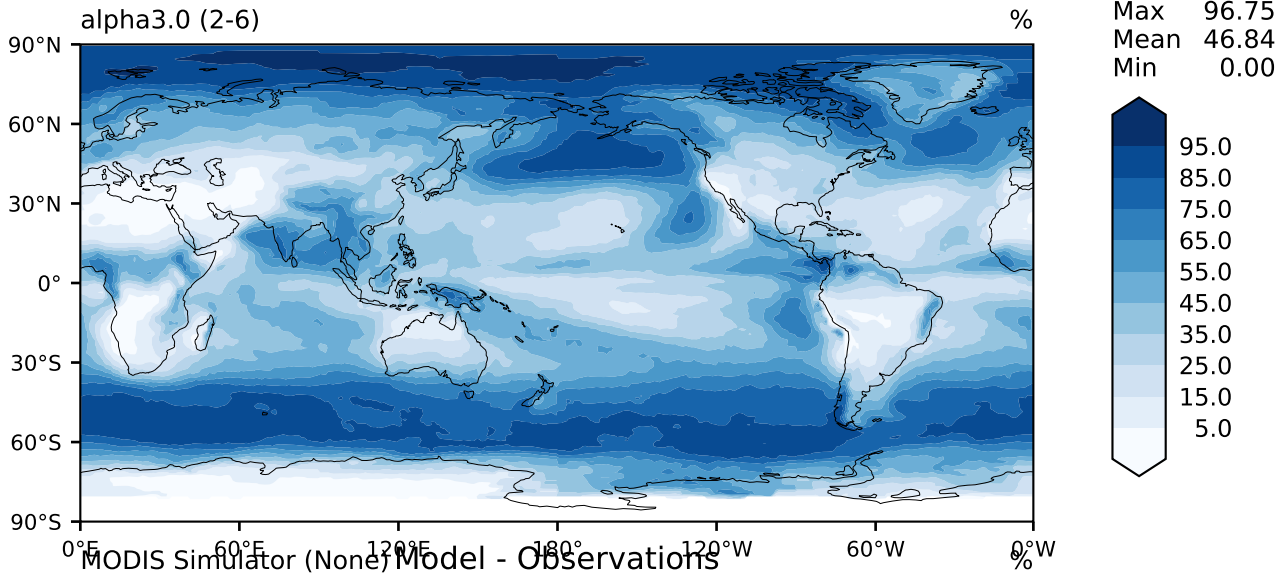 alpha3.0 (2-6) %
Max 96.75
Mean 46.84
Min 0.00
90°N
60°N
30°N
0°
30°S
60°S
90°S
95.0
85.0
75.0
65.0
55.0
45.0
35.0
25.0
15.0
5.0
0°E 60°E 120°E 180° 120°W 60°W 0°W
MODIS Simulator (None) Model - Observations %